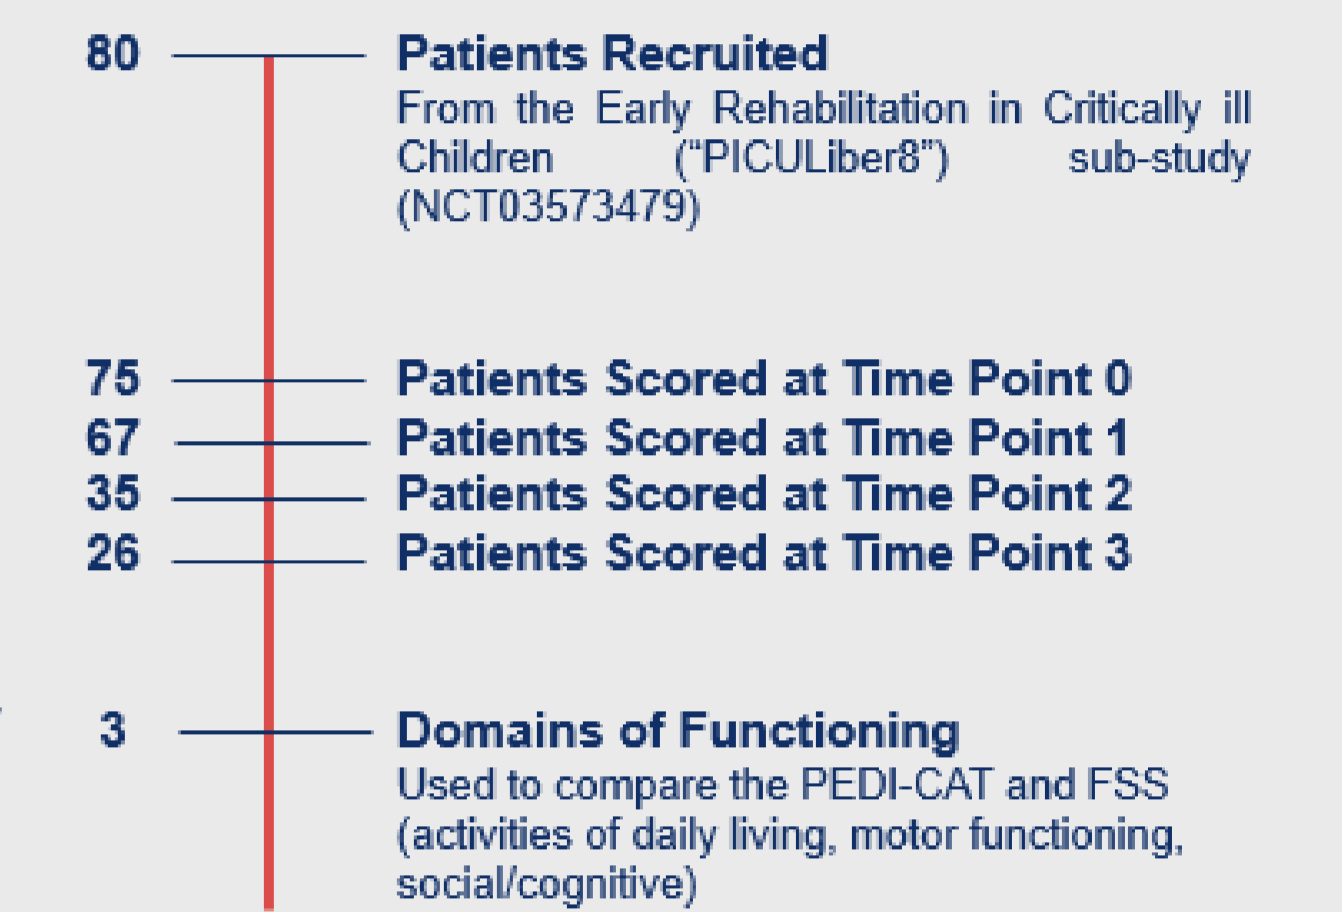 80 Patients Recruited
From the Early Rehabilitation in Critically ill
Children (“PICULiber8”) sub-study
(NCT03573479)
75 Patients Scored at Time Point 0
67 Patients Scored at Time Point 1
35 Patients Scored at Time Point 2
26 Patients Scored at Time Point 3
3 Domains of Functioning
Used to compare the PEDI-CAT and FSS
(activities of daily living, motor functioning,
social/cognitive)